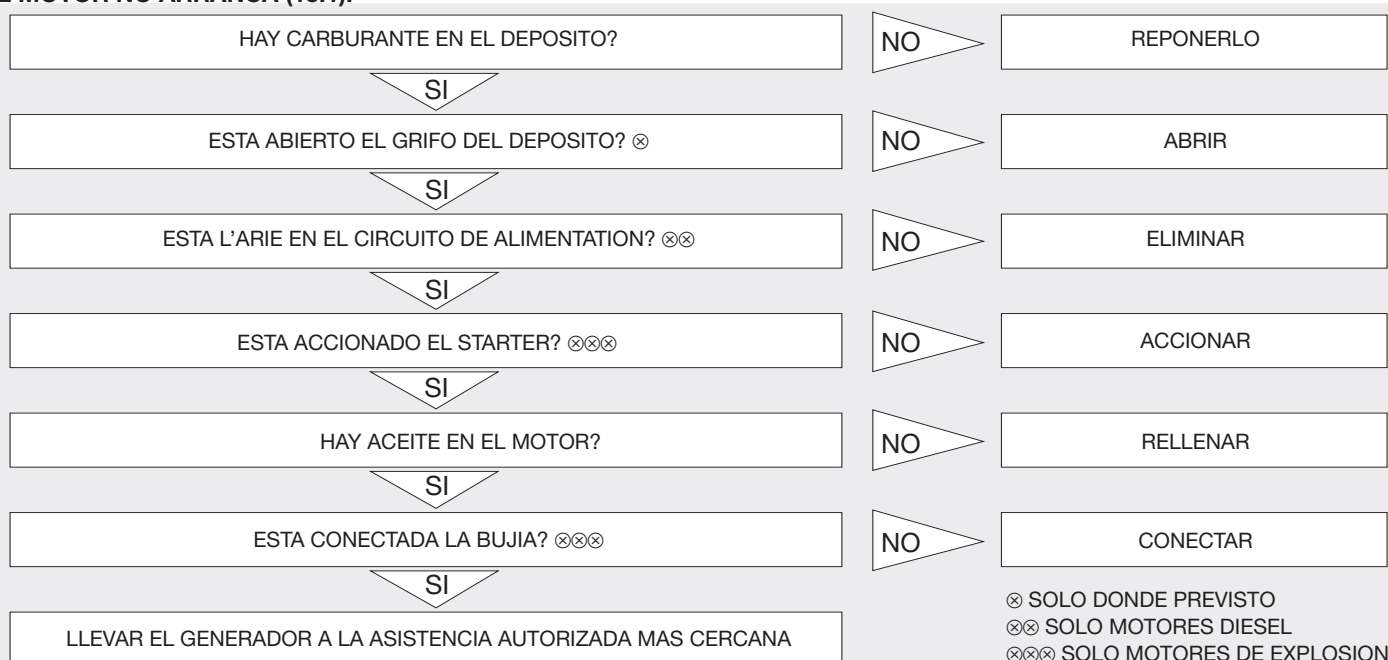 MOTOR NO ARRANCA
HAY CARBURANTE EN EL DEPOSITO?
NO
REPONERLO
SI
ESTA ABIERTO EL GRIFO DEL DEPOSITO? ⊗
NO
ABRIR
SI
ESTA L’ARIE EN EL CIRCUITO DE ALIMENTATION? ⊗⊗
NO
ELIMINAR
SI
ESTA ACCIONADO EL STARTER? ⊗⊗⊗
NO
ACCIONAR
SI
HAY ACEITE EN EL MOTOR?
NO
RELLENAR
SI
ESTA CONECTADA LA BUJIA? ⊗⊗⊗
NO
CONECTAR
SI
LLEVAR EL GENERADOR A LA ASISTENCIA AUTORIZADA MAS CERCANA
⊗ SOLO DONDE PREVISTO
⊗⊗ SOLO MOTORES DIESEL
⊗⊗⊗ SOLO MOTORES DE EXPLOSION